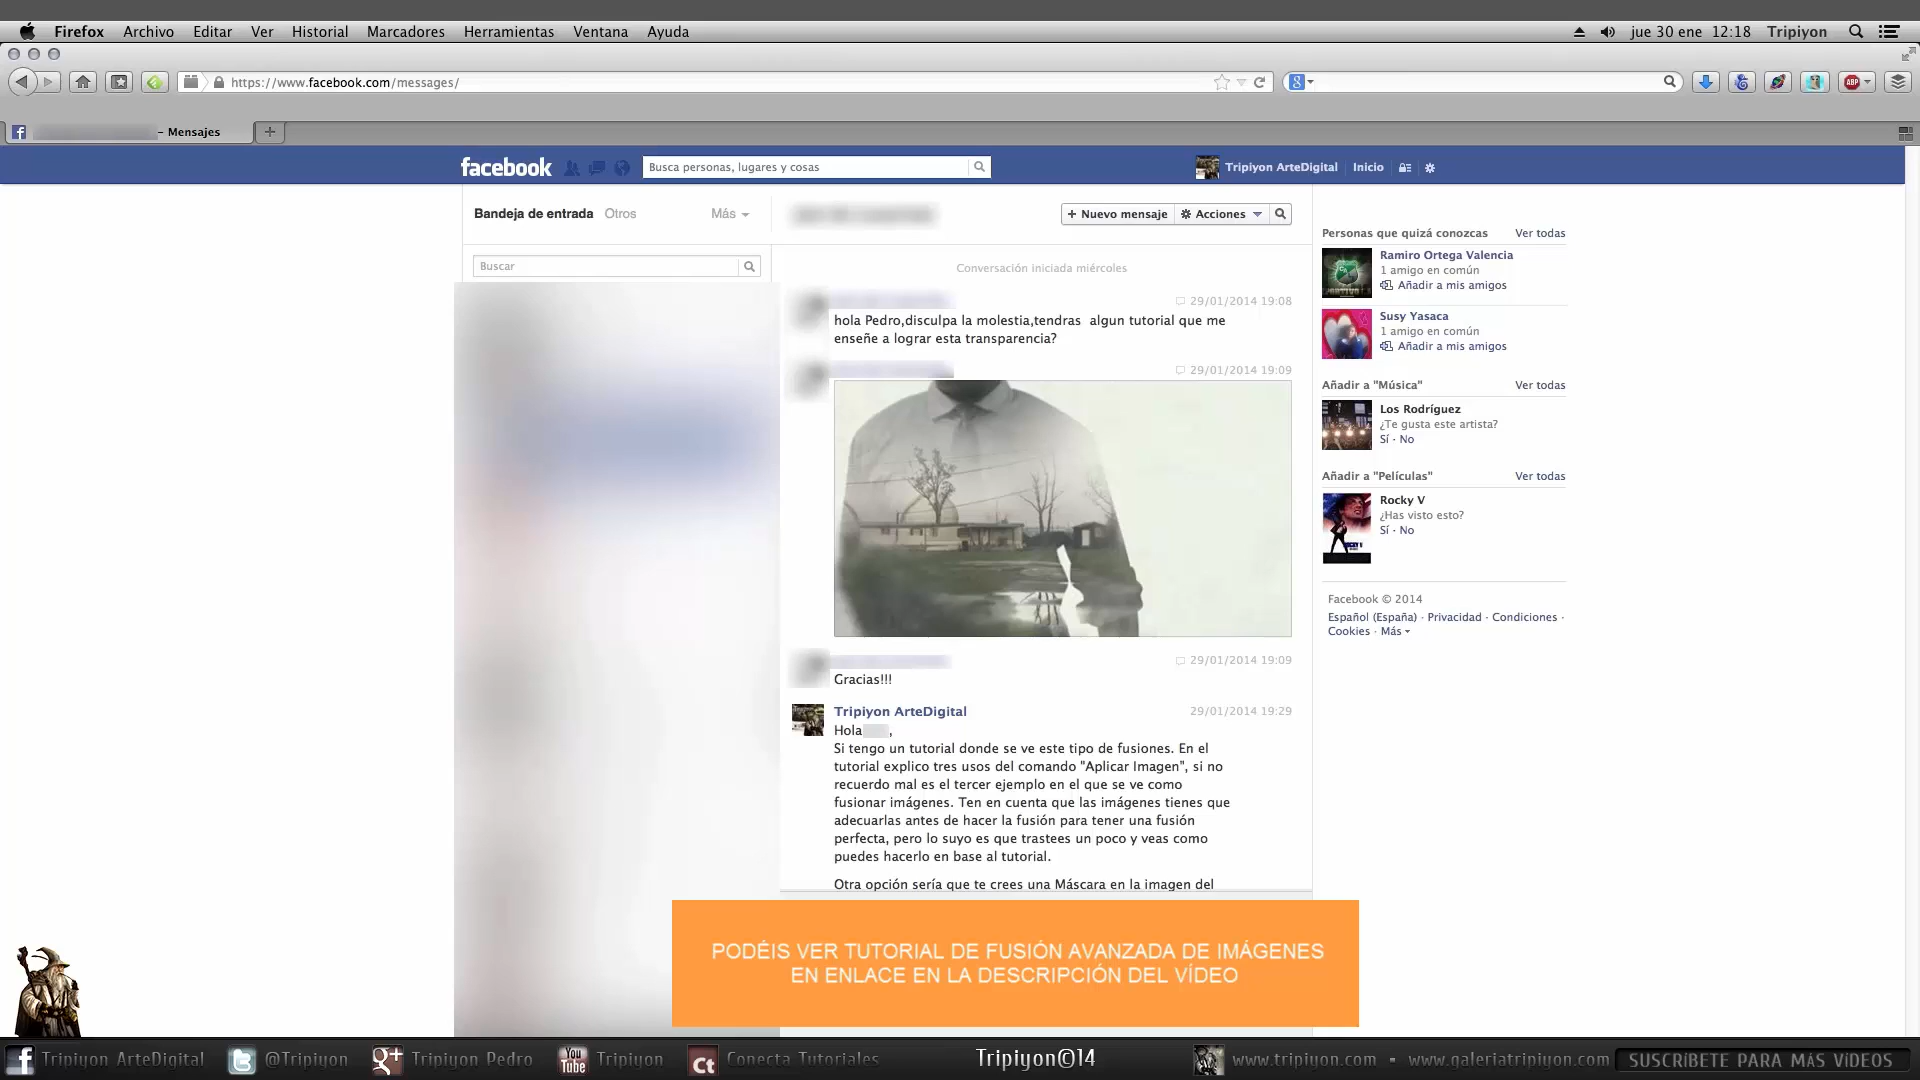 Firefox Archivo Editar Ver Historial Marcadores Herramientas Ventana Ayuda
jue 30 ene 12:18 Tripiyon
https://www.facebook.com/messages/
ABP
- Mensajes
facebook
Busca personas, lugares y cosas
Tripiyon ArteDigital Inicio
Bandeja de entrada Otros Más
+ Nuevo mensaje Acciones
Buscar
Conversación iniciada miércoles
29/01/2014 19:08
hola Pedro,disculpa la molestia,tendras algun tutorial que me
enseñe a lograr esta transparencia?
29/01/2014 19:09
29/01/2014 19:09
Gracias!!!
Tripiyon ArteDigital 29/01/2014 19:29
Hola ,
Si tengo un tutorial donde se ve este tipo de fusiones. En el
tutorial explico tres usos del comando "Aplicar Imagen", si no
recuerdo mal es el tercer ejemplo en el que se ve como
fusionar imágenes. Ten en cuenta que las imágenes tienes que
adecuarlas antes de hacer la fusión para tener una fusión
perfecta, pero lo suyo es que trastees un poco y veas como
puedes hacerlo en base al tutorial.
Otra opción sería que te crees una Máscara en la imagen del
Personas que quizá conozcas Ver todas
Ramiro Ortega Valencia
1 amigo en común
Añadir a mis amigos
Susy Yasaca
1 amigo en común
Añadir a mis amigos
Añadir a "Música" Ver todas
Los Rodríguez
¿Te gusta este artista?
Sí · No
Añadir a "Películas" Ver todas
Rocky V
¿Has visto esto?
Sí · No
Facebook © 2014
Español (España) · Privacidad · Condiciones ·
Cookies · Más
PODÉIS VER TUTORIAL DE FUSIÓN AVANZADA DE IMÁGENES
EN ENLACE EN LA DESCRIPCIÓN DEL VÍDEO
Tripiyon ArteDigital @Tripiyon Tripiyon Pedro You Tube Tripiyon Ct Conecta Tutoriales Tripiyon©14 www.tripiyon.com - www.galeriatripiyon.com SUSCRÍBETE PARA MÁS VÍDEOS